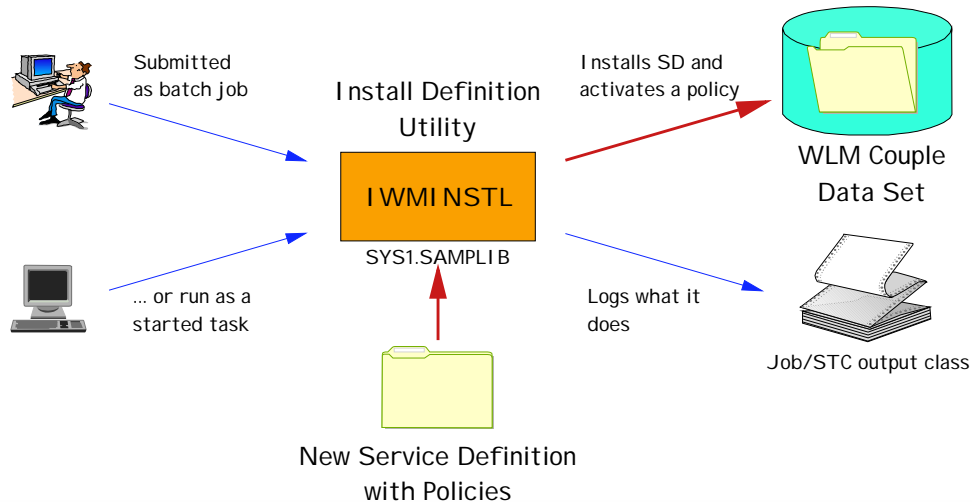 Submitted
as batch job
Install Definition
Utility
Installs SD and
activates a policy
WLM Couple
Data Set
IWMINSTL
SYS1.SAMPLIB
... or run as a
started task
Logs what it
does
Job/STC output class
New Service Definition
with Policies